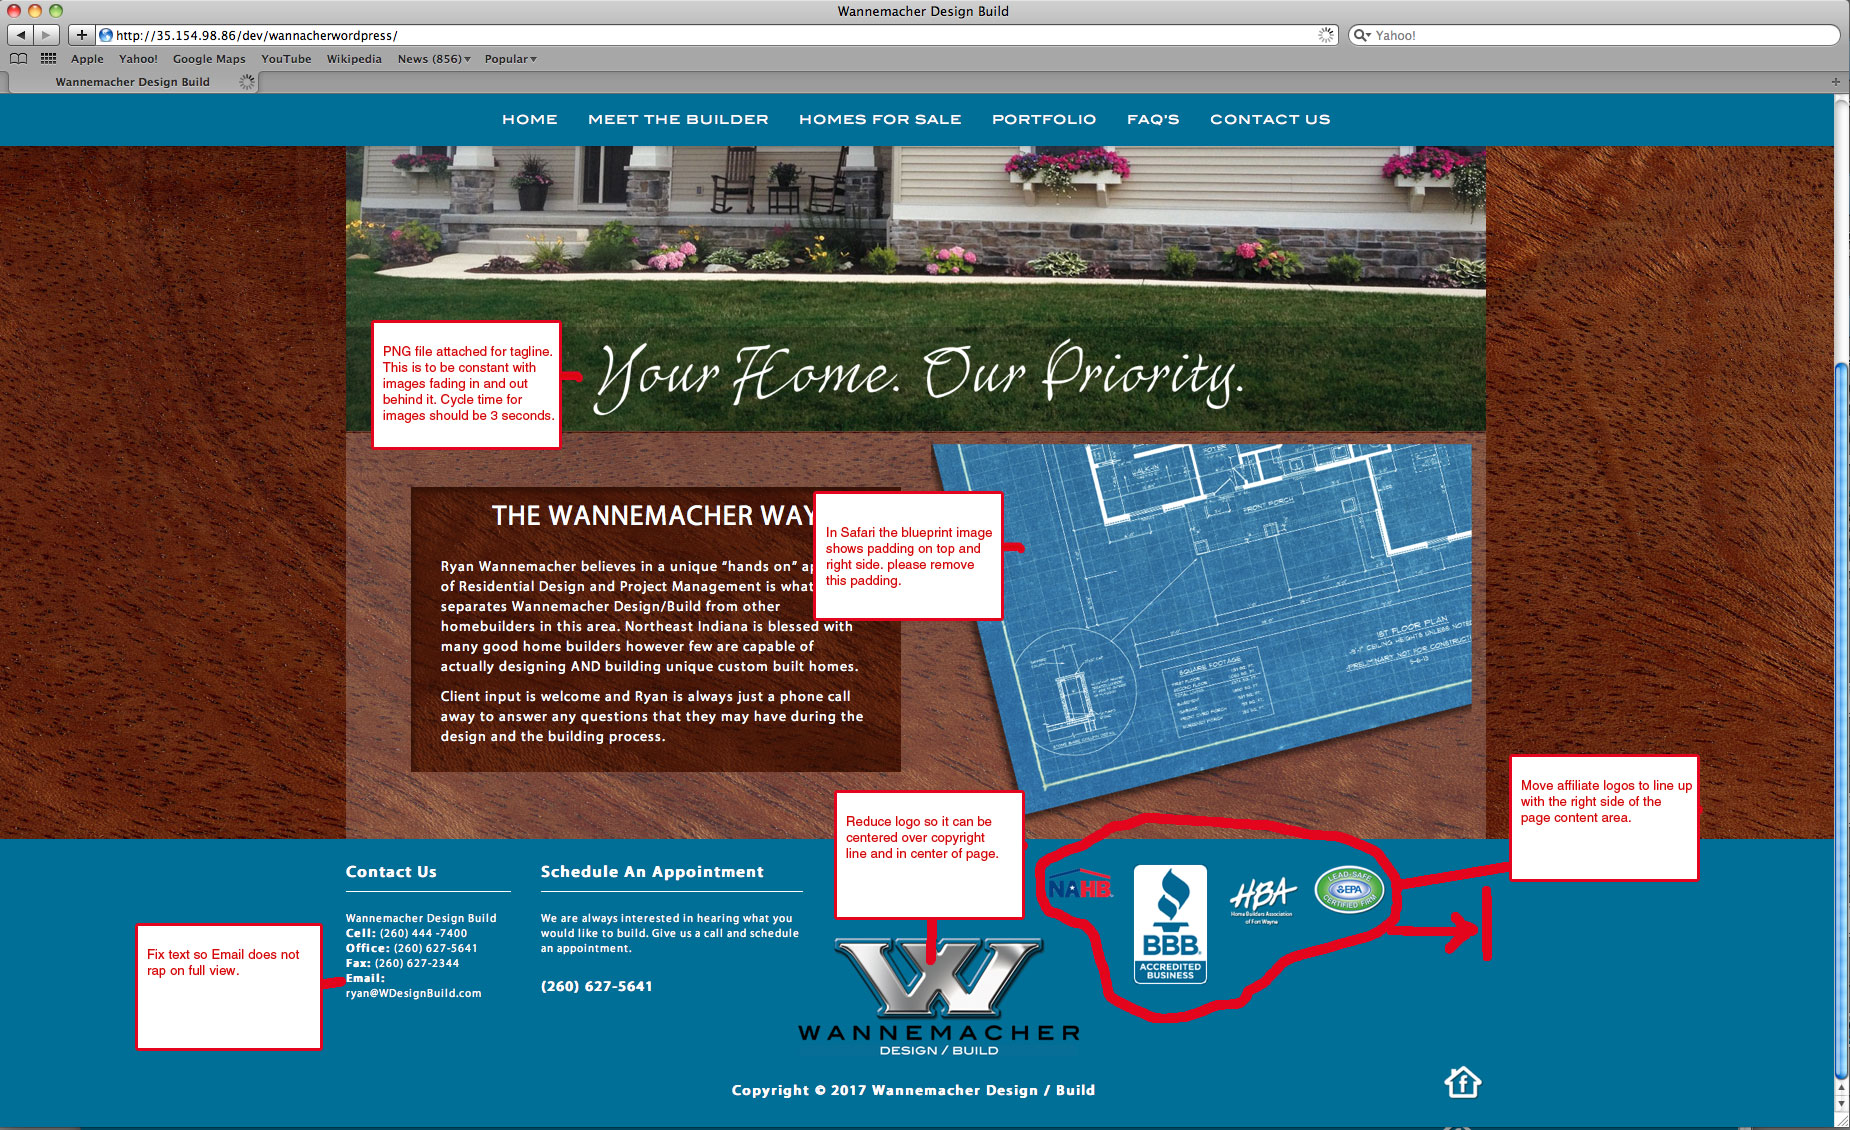 Wannemacher Design Build
http://35.154.98.86/dev/wannacherwordpress/
Yahoo!
Apple Yahoo! Google Maps YouTube Wikipedia News (856) Popular
Wannemacher Design Build
HOME MEET THE BUILDER HOMES FOR SALE PORTFOLIO FAQ'S CONTACT US
PNG file attached for tagline.
This is to be constant with
images fading in and out
behind it. Cycle time for
images should be 3 seconds.
Your Home. Our Priority.
THE WANNEMACHER WAY
Ryan Wannemacher believes in a unique “hands on” ap
of Residential Design and Project Management is what
separates Wannemacher Design/Build from other
homebuilders in this area. Northeast Indiana is blessed with
many good home builders however few are capable of
actually designing AND building unique custom built homes.
Client input is welcome and Ryan is always just a phone call
away to answer any questions that they may have during the
design and the building process.
In Safari the blueprint image
shows padding on top and
right side. please remove
this padding.
WALK-IN
FOYER
FRONT PORCH
1ST FLOOR PLAN
CEILING HEIGHTS UNLESS NOTE
PRELIMINARY NOT FOR CONSTRUCTI
SQUARE FOOTAGE
Move affiliate logos to line up
with the right side of the
page content area.
Reduce logo so it can be
centered over copyright
line and in center of page.
Fix text so Email does not
rap on full view.
Contact Us
Wannemacher Design Build
Cell: (260) 444 -7400
Office: (260) 627-5641
Fax: (260) 627-2344
Email:
ryan@WDesignBuild.com
Schedule An Appointment
We are always interested in hearing what you
would like to build. Give us a call and schedule
an appointment.
(260) 627-5641
W
WANNEMACHER
DESIGN / BUILD
NAHB
BBB
ACCREDITED
BUSINESS
HBA
Home Builders Association
of Fort Wayne
LEAD-SAFE
EPA
CERTIFIED FIRM
Copyright © 2017 Wannemacher Design / Build
f